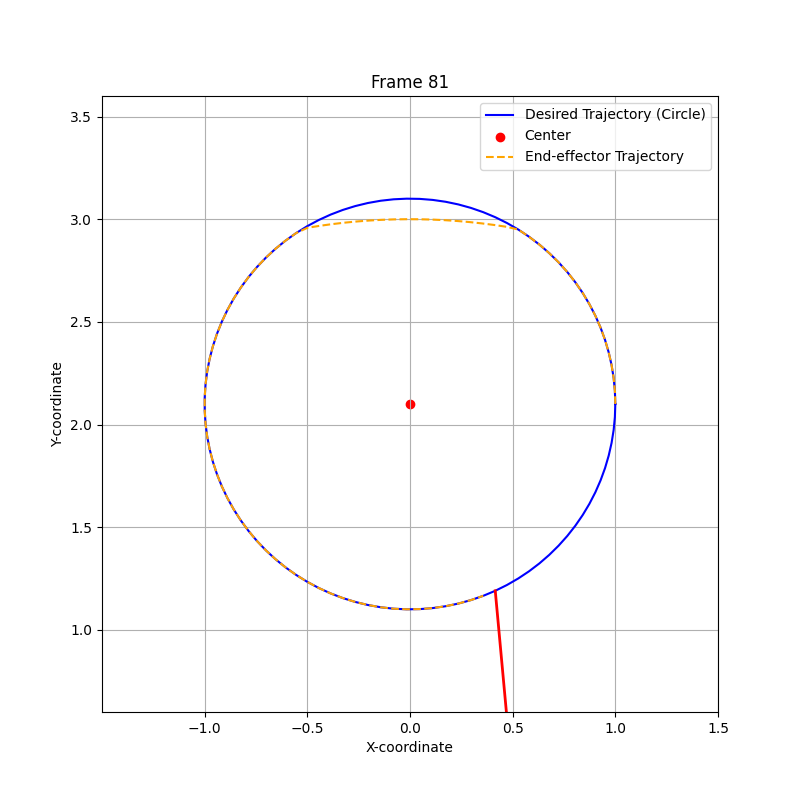 Frame 81
Desired Trajectory (Circle)
Center
End-effector Trajectory
3.5
3.0
2.5
2.0
1.5
1.0
Y-coordinate
−1.0 −0.5 0.0 0.5 1.0 1.5
X-coordinate